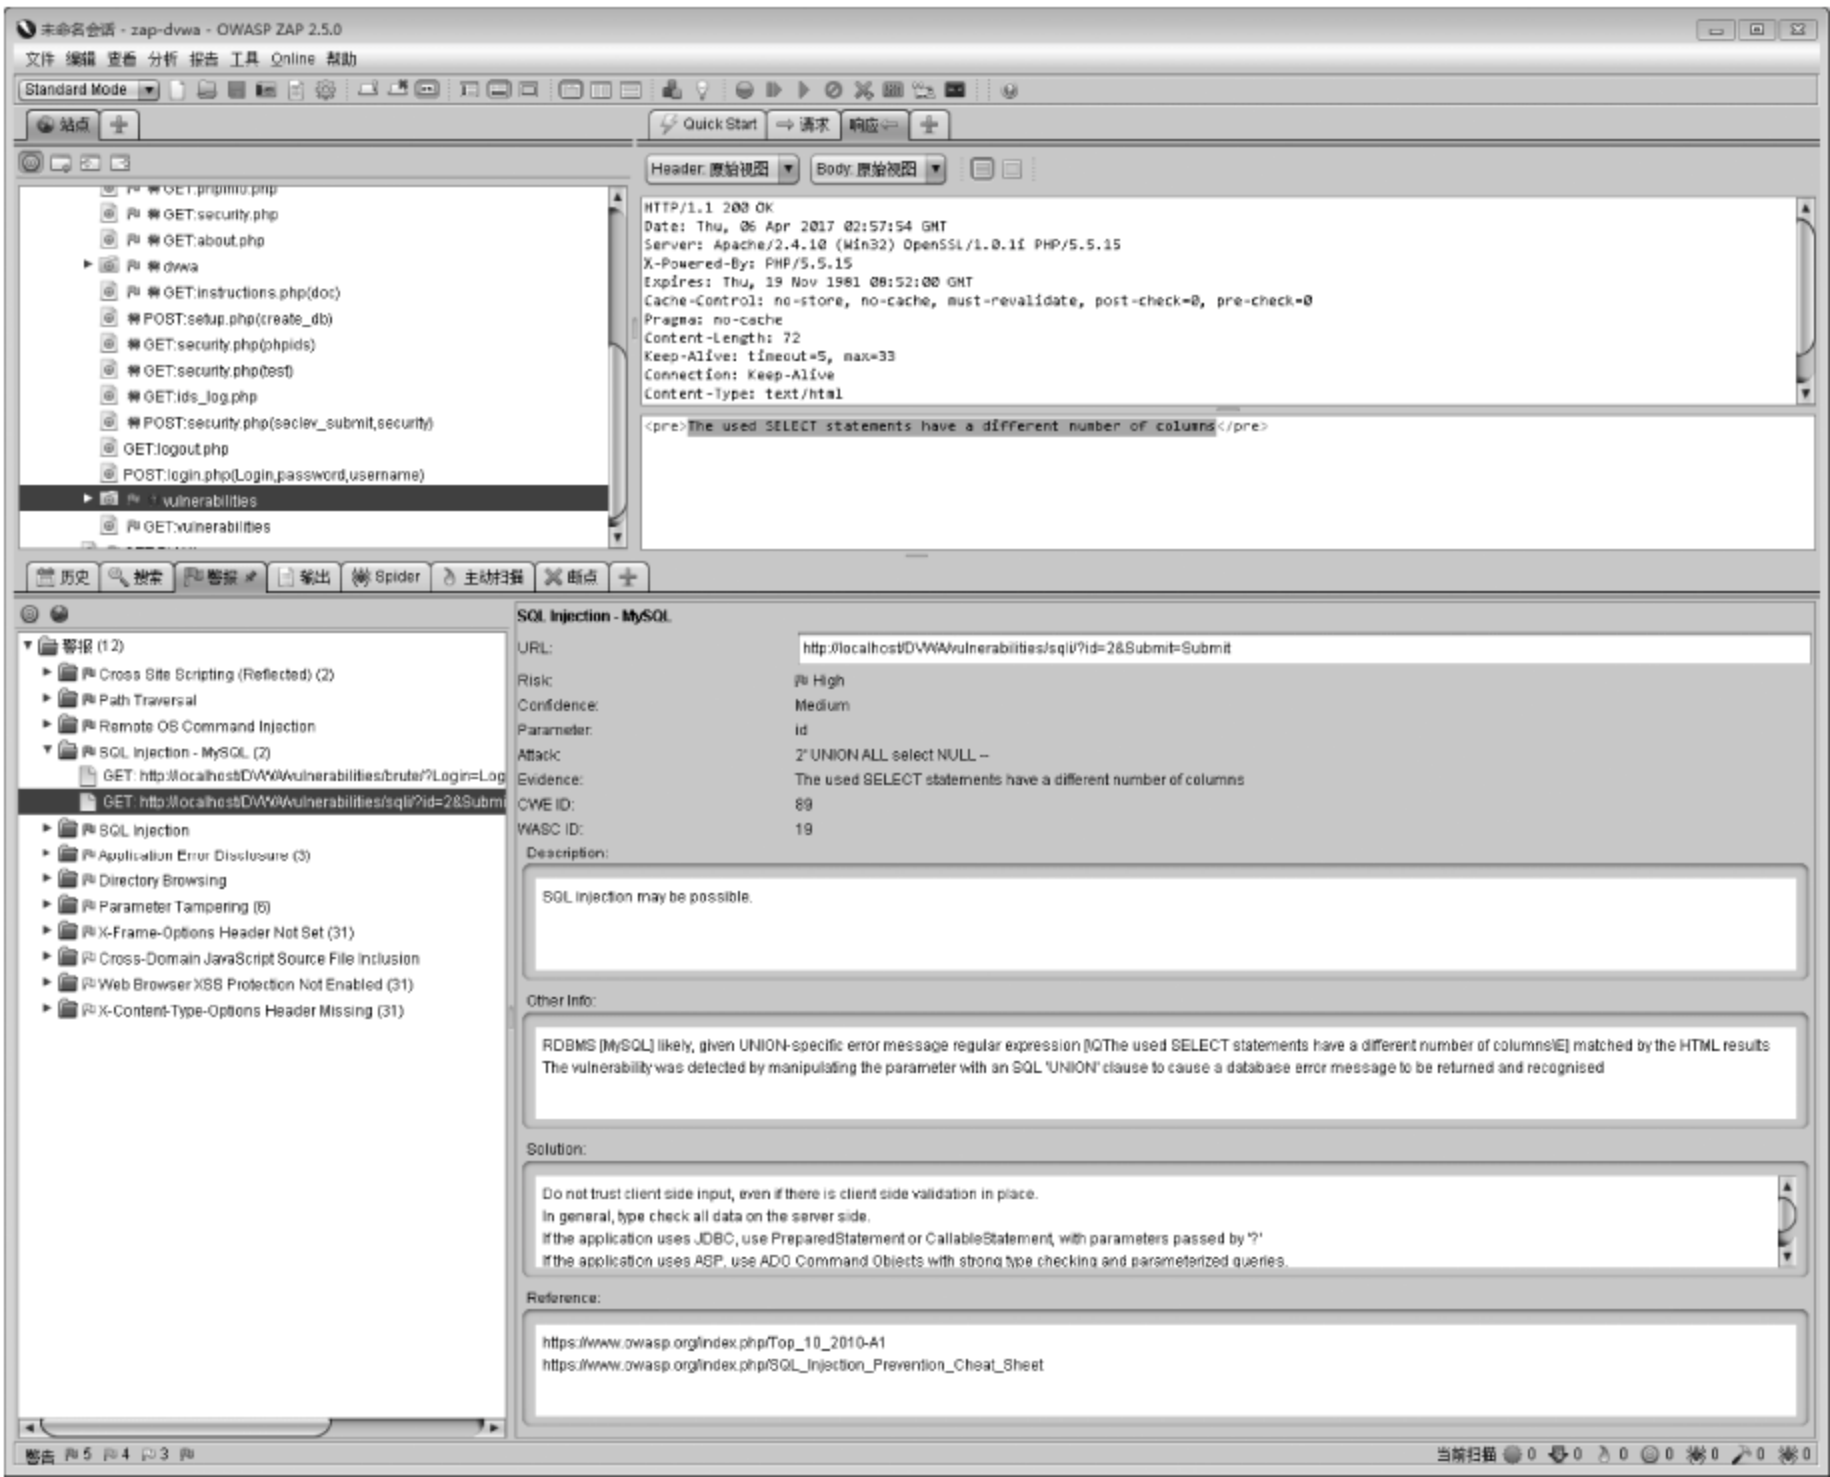 未命名会话 - zap-dvwa - OWASP ZAP 2.5.0
文件 编辑 查看 分析 报告 工具 Online 帮助
Standard Mode
站点
Quick Start 请求 响应
Header: 原始视图 Body: 原始视图
GET:phpinfo.php
GET:security.php
GET:about.php
dvwa
GET:instructions.php(doc)
POST:setup.php(create_db)
GET:security.php(phpids)
GET:security.php(test)
GET:ids_log.php
POST:security.php(seclev_submit,security)
GET:logout.php
POST:login.php(Login,password,username)
vulnerabilities
GET:vulnerabilities
HTTP/1.1 200 OK
Date: Thu, 06 Apr 2017 02:57:54 GMT
Server: Apache/2.4.10 (Win32) OpenSSL/1.0.1i PHP/5.5.15
X-Powered-By: PHP/5.5.15
Expires: Thu, 19 Nov 1981 08:52:00 GMT
Cache-Control: no-store, no-cache, must-revalidate, post-check=0, pre-check=0
Pragma: no-cache
Content-Length: 72
Keep-Alive: timeout=5, max=33
Connection: Keep-Alive
Content-Type: text/html
<pre>The used SELECT statements have a different number of columns</pre>
历史 搜索 警报 输出 Spider 主动扫描 断点
警报 (12)
Cross Site Scripting (Reflected) (2)
Path Traversal
Remote OS Command Injection
SQL Injection - MySQL (2)
GET: http://localhost/DVWA/vulnerabilities/brute/?Login=Log
GET: http://localhost/DVWA/vulnerabilities/sqli/?id=2&Submi
SQL Injection
Application Error Disclosure (3)
Directory Browsing
Parameter Tampering (6)
X-Frame-Options Header Not Set (31)
Cross-Domain JavaScript Source File Inclusion
Web Browser XSS Protection Not Enabled (31)
X-Content-Type-Options Header Missing (31)
SQL Injection - MySQL
URL: http://localhost/DVWA/vulnerabilities/sqli/?id=2&Submit=Submit
Risk: High
Confidence: Medium
Parameter: id
Attack: 2' UNION ALL select NULL --
Evidence: The used SELECT statements have a different number of columns
CWE ID: 89
WASC ID: 19
Description:
SQL injection may be possible.
Other Info:
RDBMS [MySQL] likely, given UNION-specific error message regular expression [\QThe used SELECT statements have a different number of columns\E] matched by the HTML results
The vulnerability was detected by manipulating the parameter with an SQL 'UNION' clause to cause a database error message to be returned and recognised
Solution:
Do not trust client side input, even if there is client side validation in place.
In general, type check all data on the server side.
If the application uses JDBC, use PreparedStatement or CallableStatement, with parameters passed by '?'
If the application uses ASP, use ADO Command Objects with strong type checking and parameterized queries.
Reference:
https://www.owasp.org/index.php/Top_10_2010-A1
https://www.owasp.org/index.php/SQL_Injection_Prevention_Cheat_Sheet
警告 5 4 3
当前扫描 0 0 0 0 0 0 0